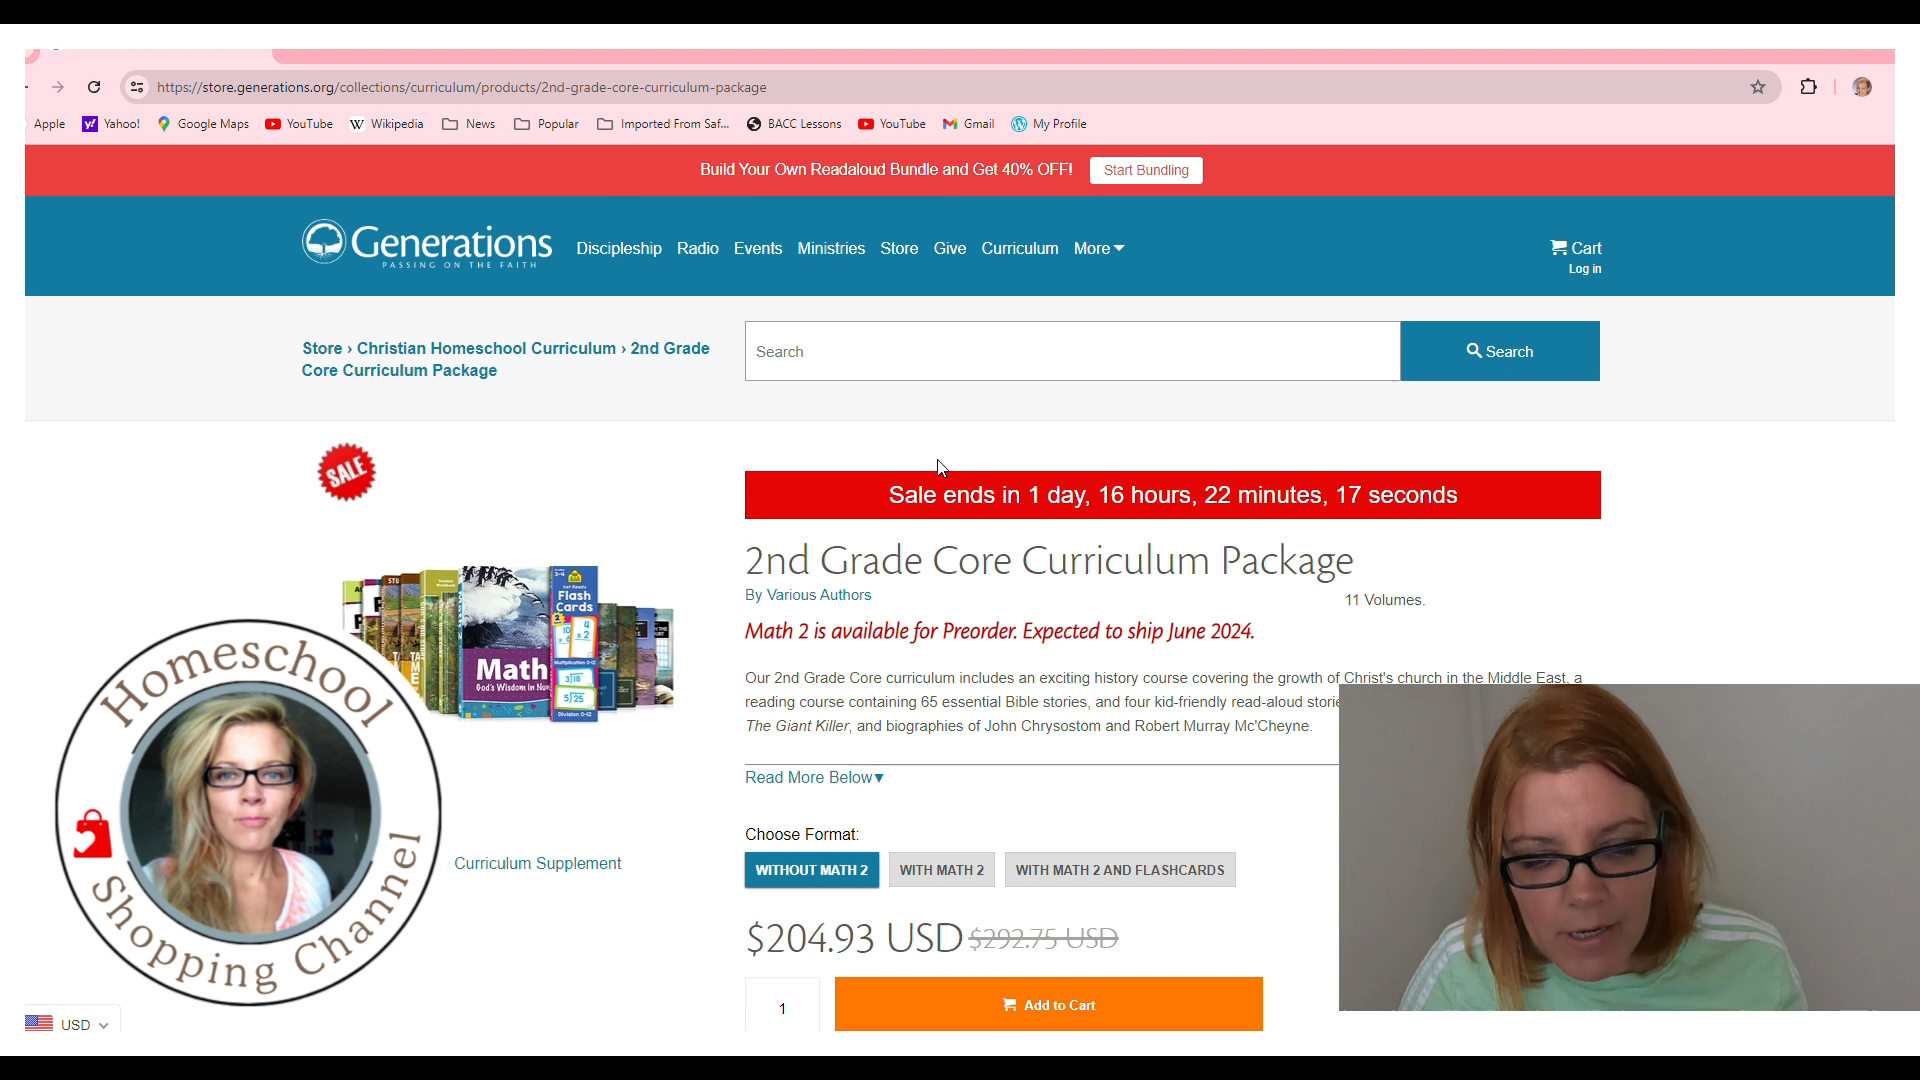 https://store.generations.org/collections/curriculum/products/2nd-grade-core-curriculum-package
Apple Yahoo! Google Maps YouTube Wikipedia News Popular Imported From Saf... BACC Lessons YouTube Gmail My Profile
Build Your Own Readaloud Bundle and Get 40% OFF! Start Bundling
Generations
PASSING ON THE FAITH
Discipleship Radio Events Ministries Store Give Curriculum More
Cart
Log in
Store › Christian Homeschool Curriculum › 2nd Grade
Core Curriculum Package
Search
Search
SALE
Sale ends in 1 day, 16 hours, 22 minutes, 17 seconds
2nd Grade Core Curriculum Package
By Various Authors
11 Volumes.
Math 2 is available for Preorder. Expected to ship June 2024.
Our 2nd Grade Core curriculum includes an exciting history course covering the growth of Christ's church in the Middle East, a
reading course containing 65 essential Bible stories, and four kid-friendly read-aloud storie
The Giant Killer, and biographies of John Chrysostom and Robert Murray Mc'Cheyne.
Read More Below▼
Choose Format:
WITHOUT MATH 2 WITH MATH 2 WITH MATH 2 AND FLASHCARDS
$204.93 USD $292.75 USD
1 Add to Cart
Math
God's Wisdom in Nu
Get Ready
Flash
Cards
Multiplication 0-12
Division 0-12
Homeschool
Shopping Channel
Curriculum Supplement
USD